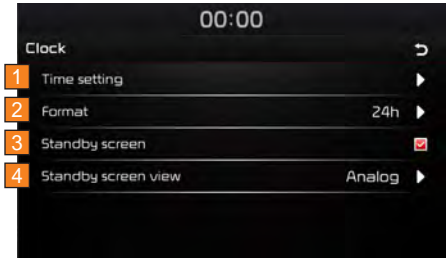 00:00
Clock
1 Time setting
2 Format 24h
3 Standby screen
4 Standby screen view Analog